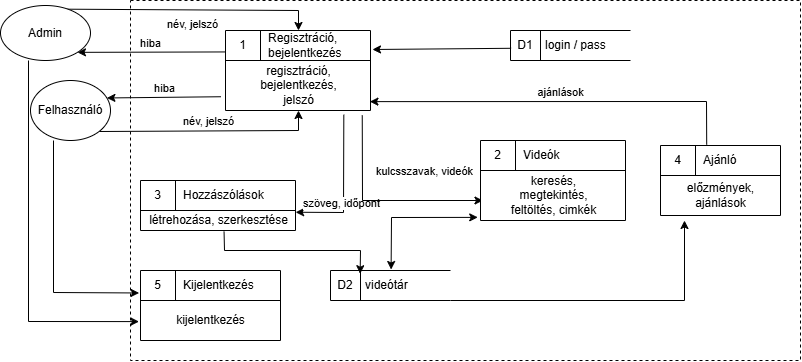 Admin
név, jelszó
hiba
1
Regisztráció,
bejelentkezés
regisztráció,
bejelentkezés,
jelszó
D1
login / pass
Felhasználó
hiba
név, jelszó
ajánlások
kulcsszavak, videók
2
Videók
keresés,
megtekintés,
feltöltés, cimkék
4
Ajánló
előzmények,
ajánlások
3
Hozzászólások
létrehozása, szerkesztése
szöveg, időpont
5
Kijelentkezés
kijelentkezés
D2
videótár